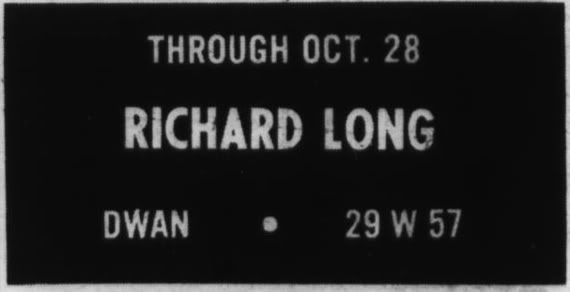 THROUGH OCT. 28
RICHARD LONG
DWAN • 29 W 57